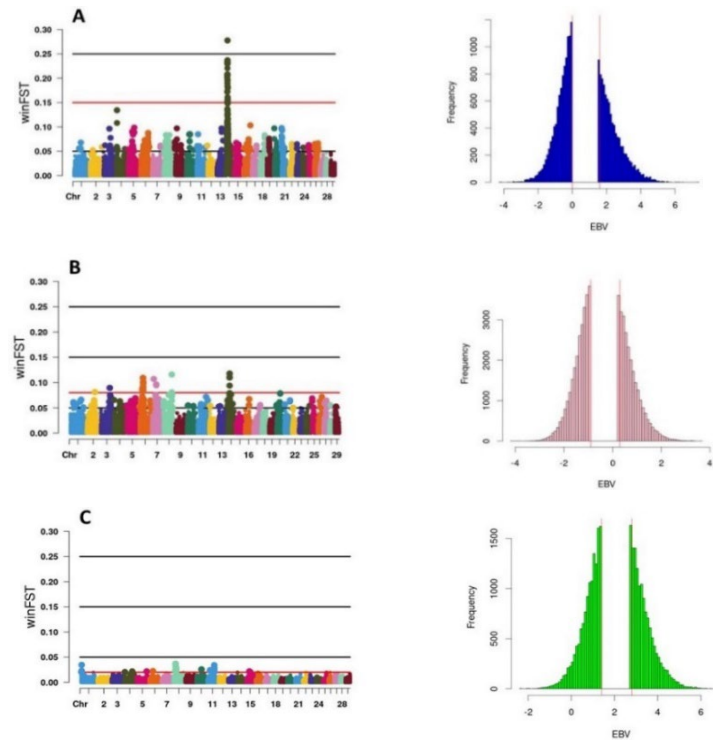 A
winFST
0.30
0.25
0.20
0.15
0.10
0.05
0.00
Chr 2 3 5 7 9 11 13 15 18 21 24 28
Frequency
1200
1000
800
600
400
200
0
-4 -2 0 2 4 6
EBV
B
winFST
0.30
0.25
0.20
0.15
0.10
0.05
0.00
Chr 2 3 5 7 9 11 13 16 19 22 25 29
Frequency
3000
2000
1000
0
-4 -2 0 2 4
EBV
C
winFST
0.30
0.25
0.20
0.15
0.10
0.05
0.00
Chr 2 4 5 7 9 11 13 15 18 21 24 28
Frequency
1500
1000
500
0
-2 0 2 4 6
EBV